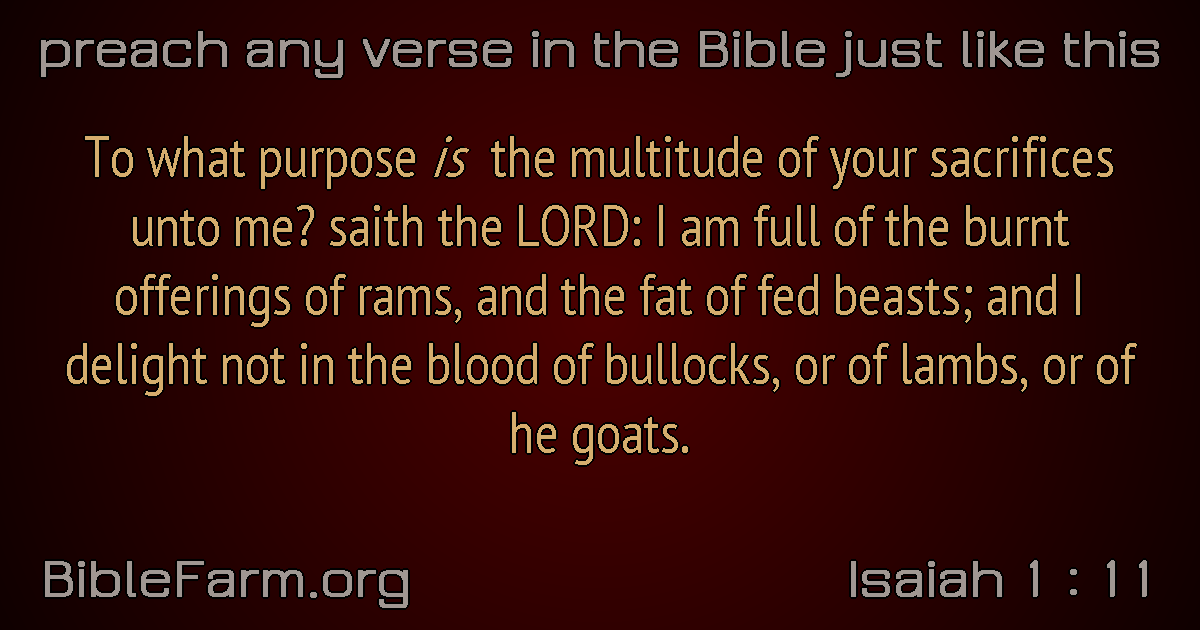 preach any verse in the Bible just like this
To what purpose is the multitude of your sacrifices
unto me? saith the LORD: I am full of the burnt
offerings of rams, and the fat of fed beasts; and I
delight not in the blood of bullocks, or of lambs, or of
he goats.
BibleFarm.org
Isaiah 1 : 11